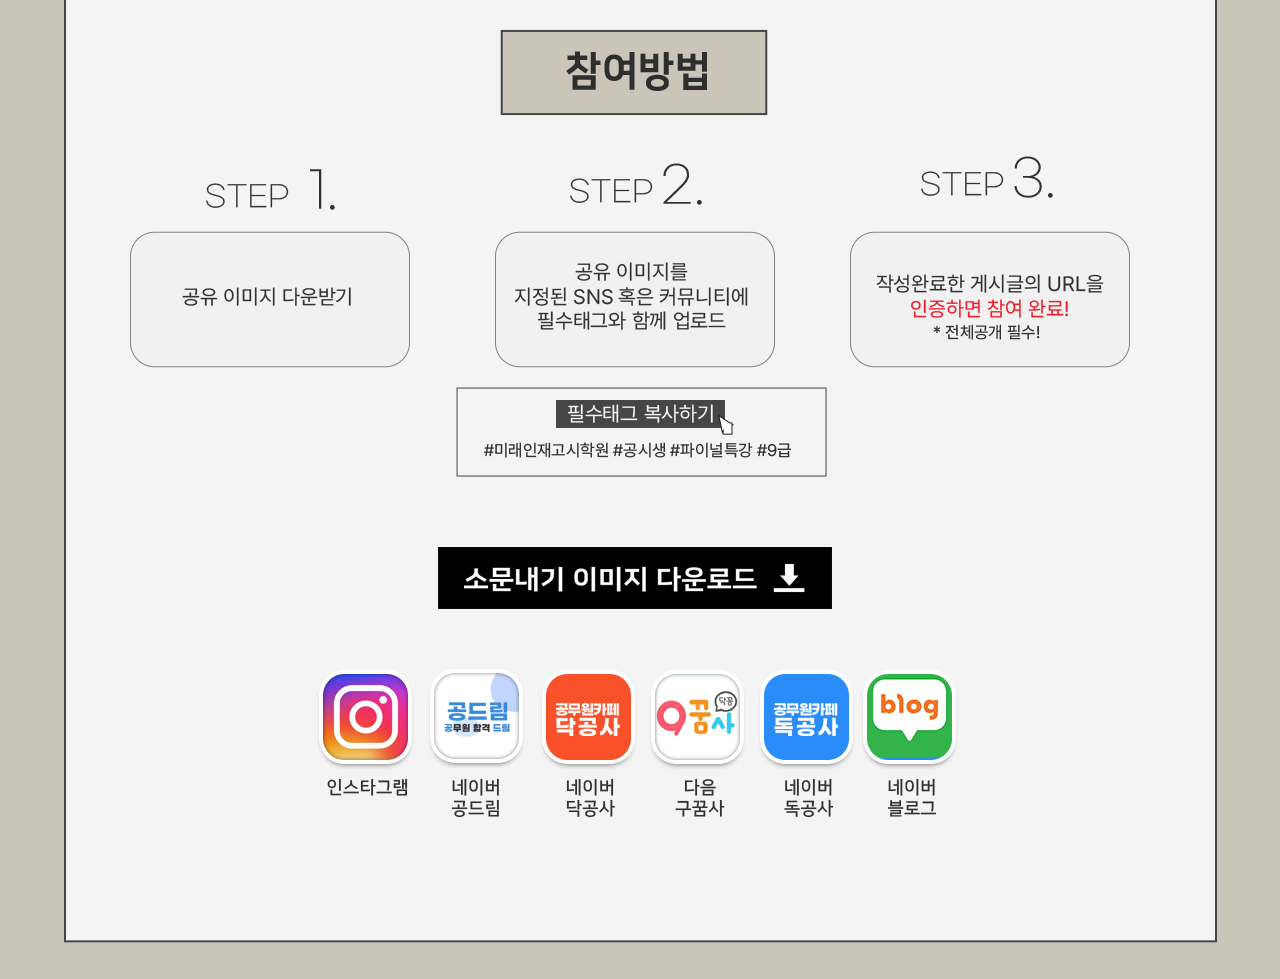 참여방법
STEP 1.
공유 이미지 다운받기
STEP 2.
공유 이미지를
지정된 SNS 혹은 커뮤니티에
필수태그와 함께 업로드
STEP 3.
작성완료한 게시글의 URL을
인증하면 참여 완료!
* 전체공개 필수!
필수태그 복사하기
#미래인재고시학원 #공시생 #파이널특강 #9급
소문내기 이미지 다운로드
인스타그램
공드림
공무원 합격 드림
네이버
공드림
공무원카페
닥공사
네이버
닥공사
9꿈사
닥꿍
다음
구꿈사
공무원카페
독공사
네이버
독공사
blog
네이버
블로그